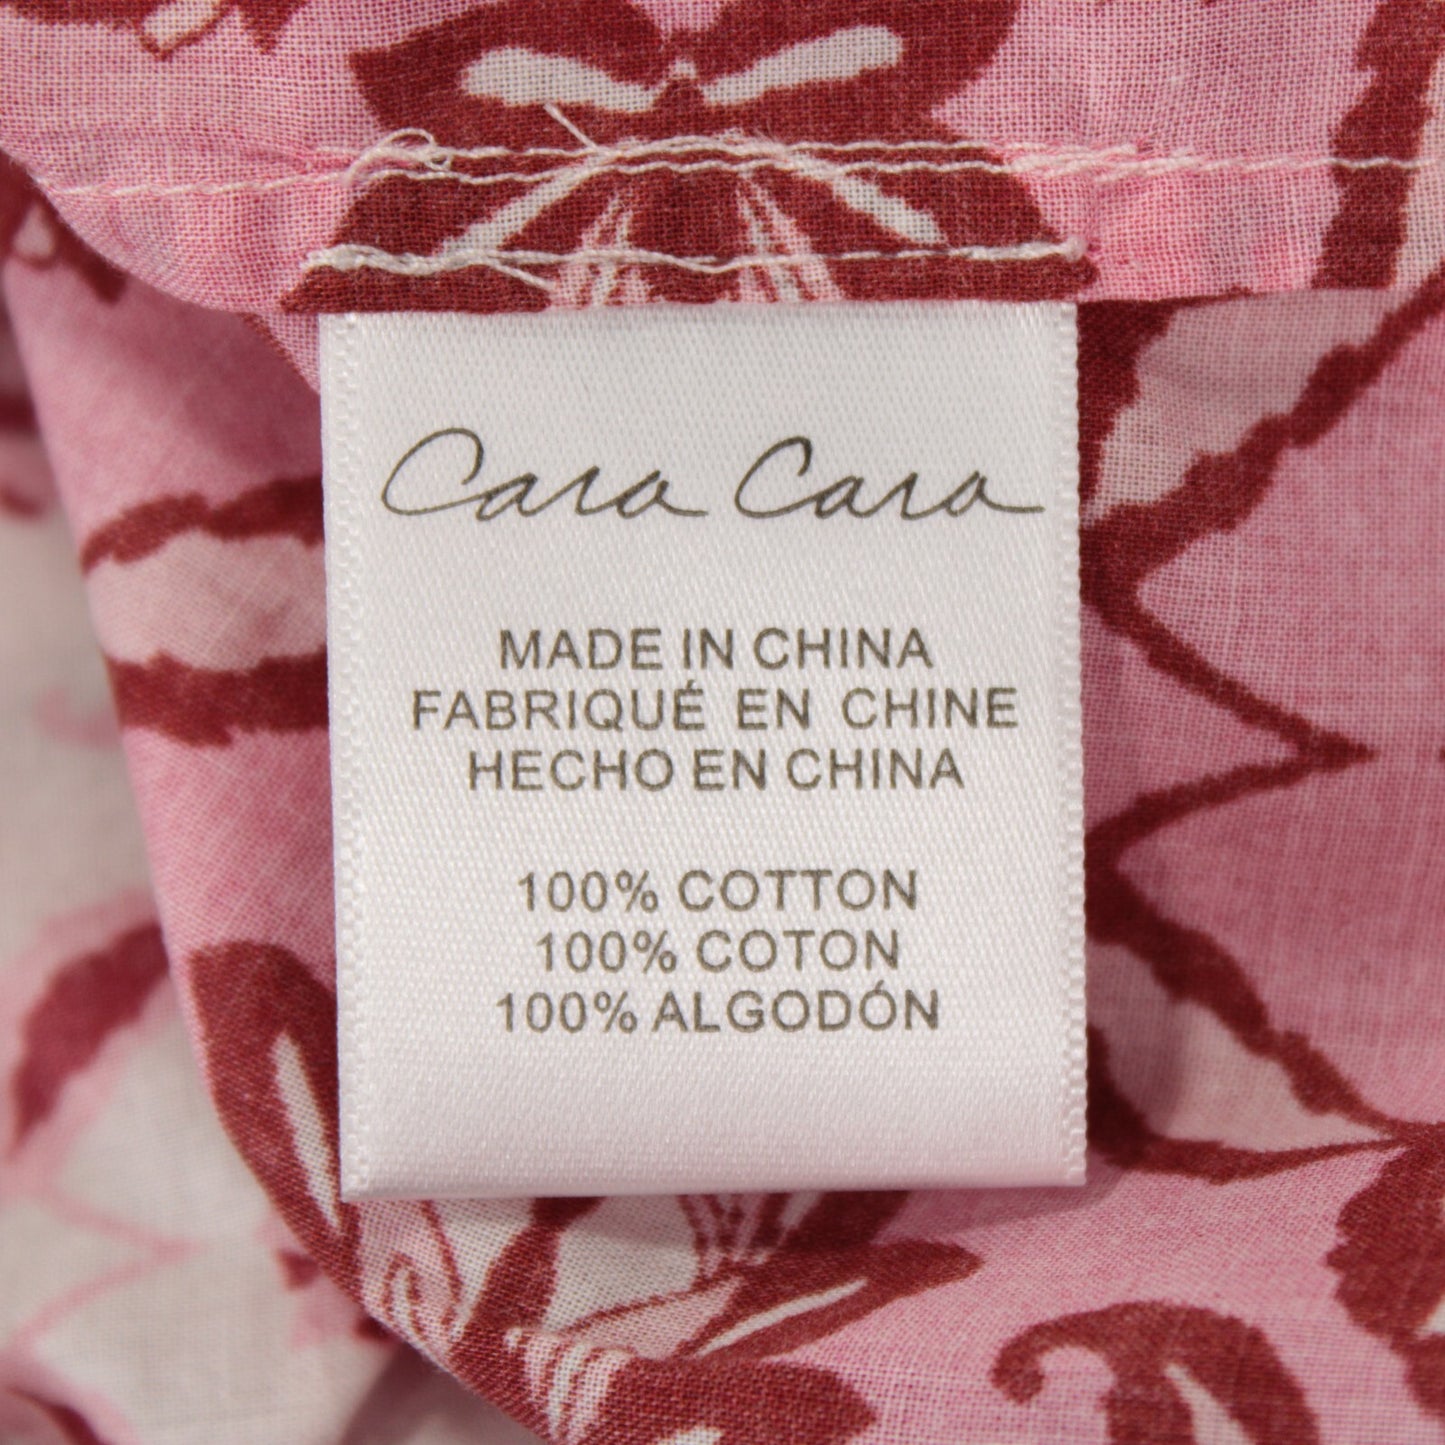 Cara Cara
MADE IN CHINA
FABRIQUÉ EN CHINE
HECHO EN CHINA
100% COTTON
100% COTON
100% ALGODÓN